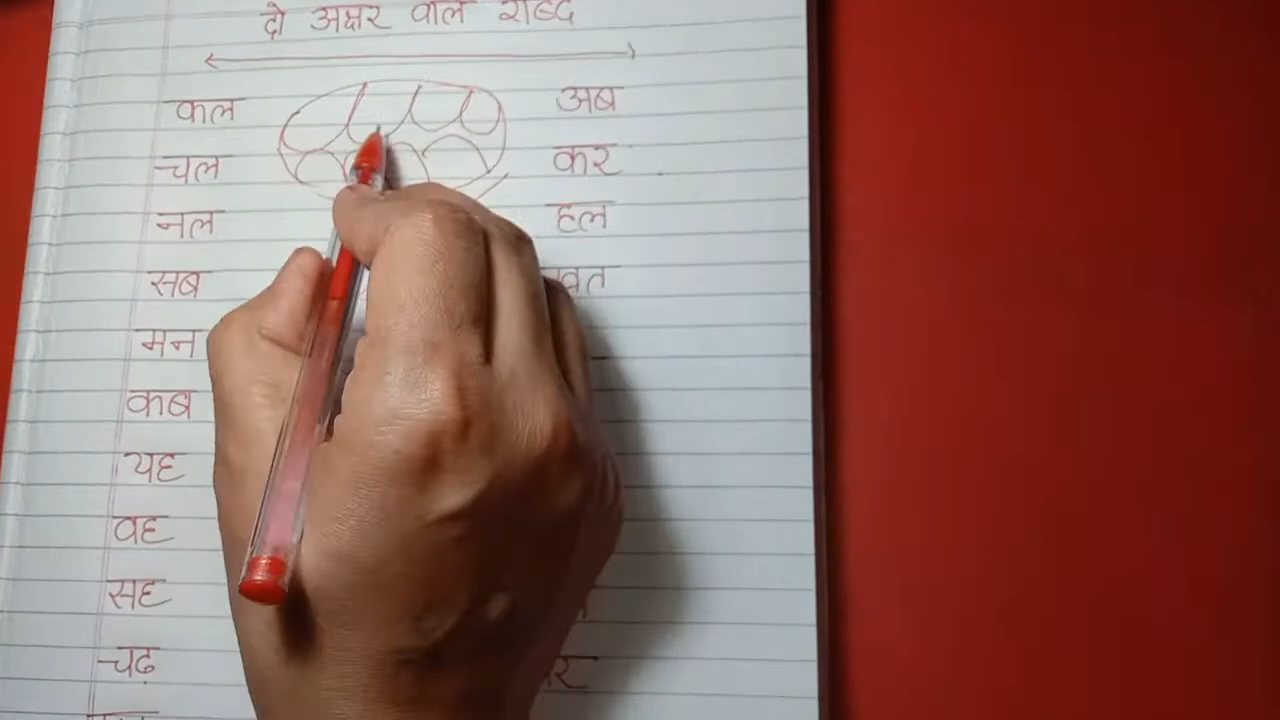 दो अक्षर वाले शब्द
कल
चल
नल
सब
मन
कब
यह
वह
सह
चढ़
अब
कर
हल